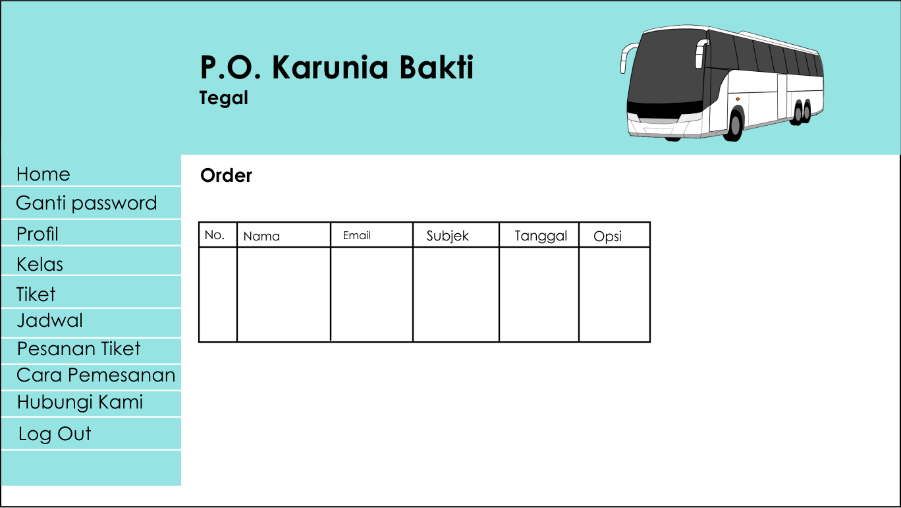 P.O. Karunia Bakti
Tegal
Home
Ganti password
Profil
Kelas
Tiket
Jadwal
Pesanan Tiket
Cara Pemesanan
Hubungi Kami
Log Out
Order
No. Nama Email Subjek Tanggal Opsi